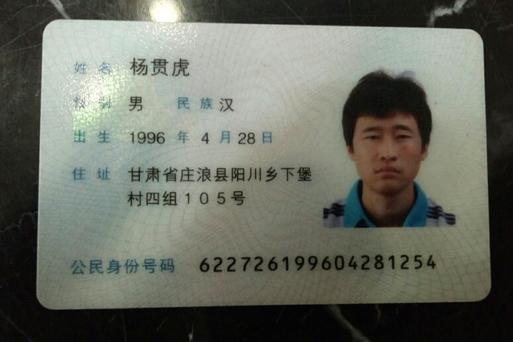 姓名 杨贯虎
性别 男 民族 汉
出生 1996 年 4 月 28 日
住址 甘肃省庄浪县阳川乡下堡
村四组105号
公民身份号码 622726199604281254